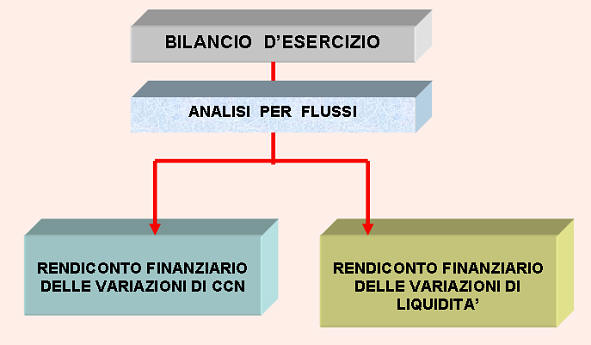 BILANCIO D'ESERCIZIO
ANALISI PER FLUSSI
RENDICONTO FINANZIARIO
DELLE VARIAZIONI DI CCN
RENDICONTO FINANZIARIO
DELLE VARIAZIONI DI
LIQUIDITA'